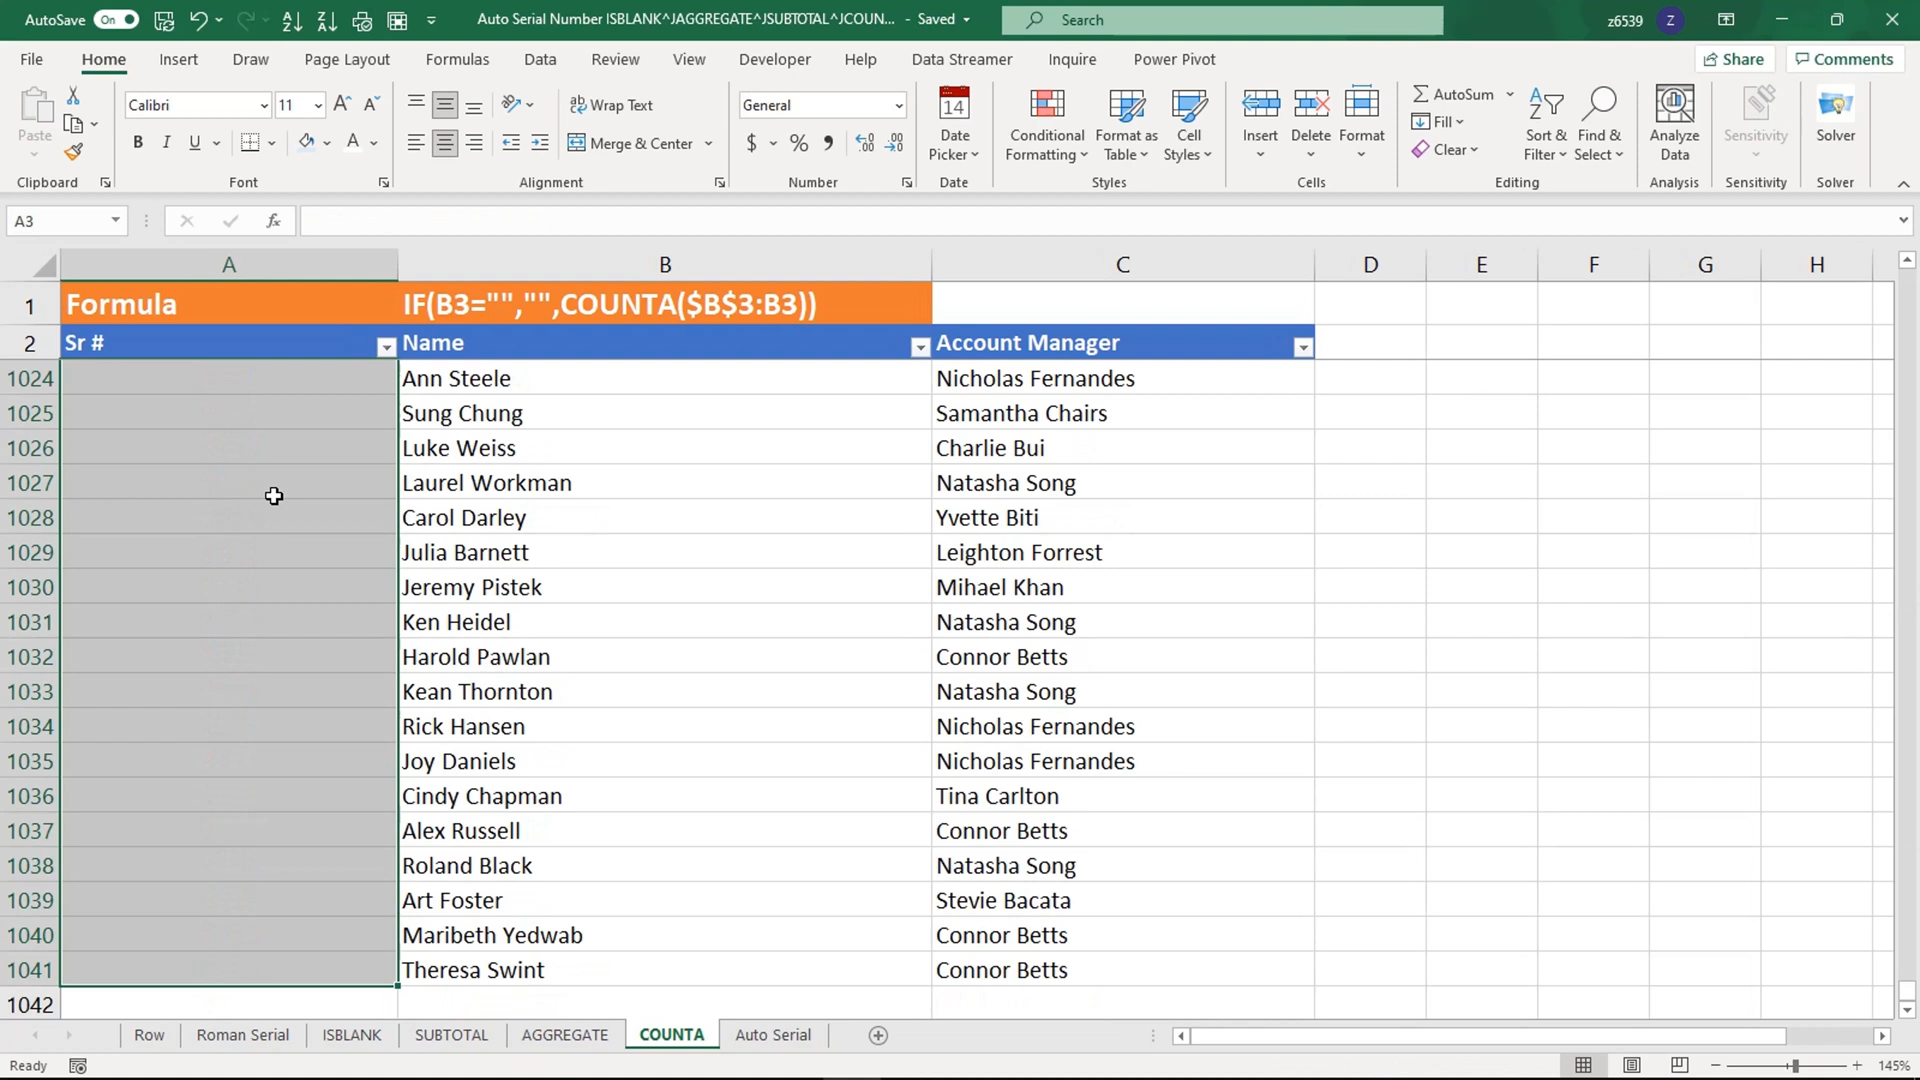 AutoSave On Auto Serial Number ISBLANK^JAGGREGATE^JSUBTOTAL^JCOUN... - Saved Search z6539 Z
File Home Insert Draw Page Layout Formulas Data Review View Developer Help Data Streamer Inquire Power Pivot Share Comments
Paste Calibri 11 Wrap Text General 14 Date Picker Conditional Formatting Format as Table Cell Styles Insert Delete Format AutoSum Fill Clear Sort & Filter Find & Select Analyze Data Sensitivity Solver
B I U A Merge & Center $ % 9
Clipboard Font Alignment Number Date Styles Cells Editing Analysis Sensitivity Solver
A3 fx
A B C D E F G H
1 Formula IF(B3="","",COUNTA($B$3:B3))
2 Sr # Name Account Manager
1024 Ann Steele Nicholas Fernandes
1025 Sung Chung Samantha Chairs
1026 Luke Weiss Charlie Bui
1027 Laurel Workman Natasha Song
1028 Carol Darley Yvette Biti
1029 Julia Barnett Leighton Forrest
1030 Jeremy Pistek Mihael Khan
1031 Ken Heidel Natasha Song
1032 Harold Pawlan Connor Betts
1033 Kean Thornton Natasha Song
1034 Rick Hansen Nicholas Fernandes
1035 Joy Daniels Nicholas Fernandes
1036 Cindy Chapman Tina Carlton
1037 Alex Russell Connor Betts
1038 Roland Black Natasha Song
1039 Art Foster Stevie Bacata
1040 Maribeth Yedwab Connor Betts
1041 Theresa Swint Connor Betts
1042
Row Roman Serial ISBLANK SUBTOTAL AGGREGATE COUNTA Auto Serial
Ready 145%